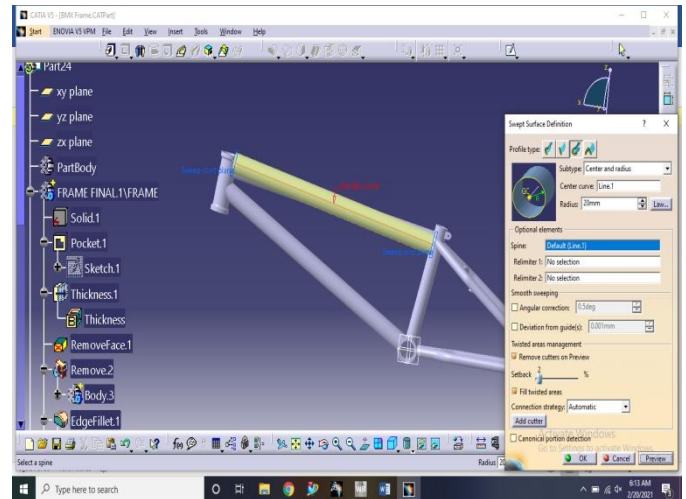 CATIA V5 - [BMX Frame.CATPart]
Start ENOVIA V5 VPM File Edit View Insert Tools Window Help
Part24
xy plane
yz plane
zx plane
PartBody
FRAME FINAL.1\FRAME
Solid.1
Pocket.1
Sketch.1
Thickness.1
Thickness
RemoveFace.1
Remove.2
Body.3
EdgeFillet.1
z
Swept Surface Definition ? X
Profile type:
Subtype: Center and radius
Center curve: Line.1
Radius: 20mm
Law...
Optional elements
Spine: Default (Line.1)
Relimiter 1: No selection
Relimiter 2: No selection
Smooth sweeping
Angular correction: 0.5deg
Deviation from guide(s): 0.001mm
Twisted areas management
Remove cutters on Preview
Setback 2 %
Fill twisted areas
Connection strategy: Automatic
Add cutter
Canonical portion detection
Activate Windows
Go to Settings to activate Windows.
OK Cancel Preview
Select a spine
Radius 20
Type here to search
8:13 AM
2/20/2021